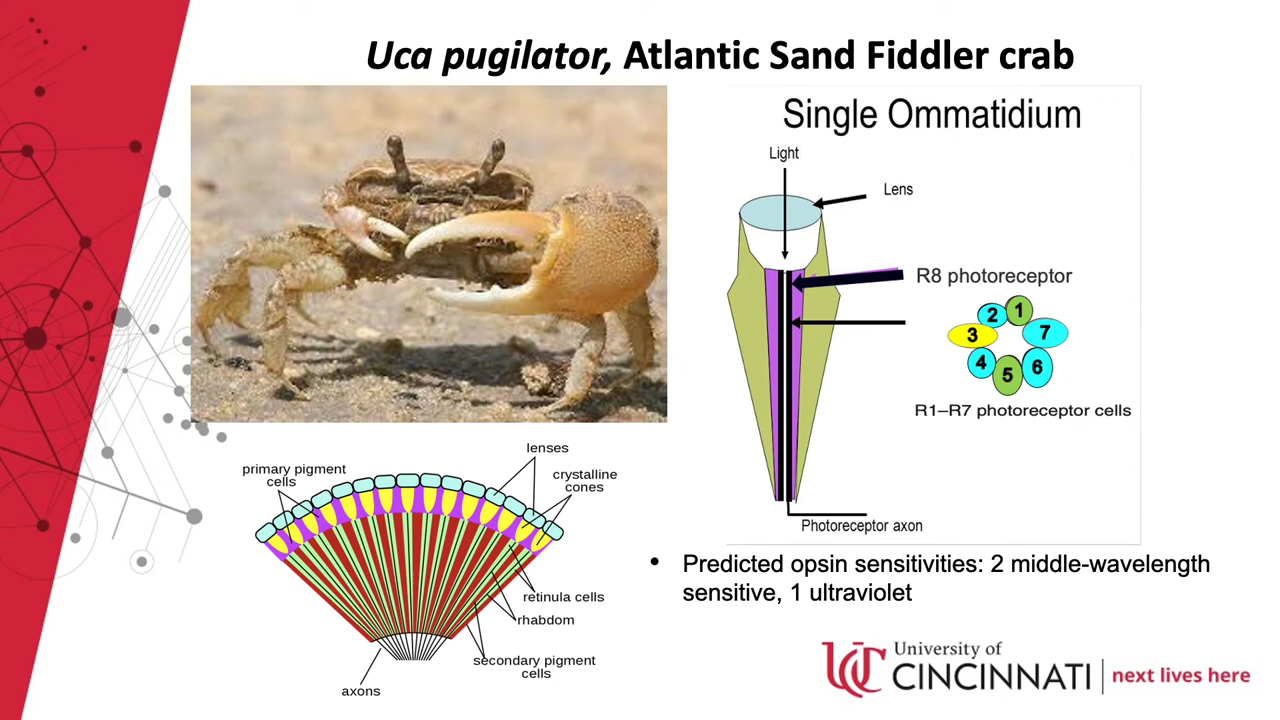 Uca pugilator, Atlantic Sand Fiddler crab
Single Ommatidium
Light
Lens
R8 photoreceptor
1
2
3
7
4
5
6
R1–R7 photoreceptor cells
Photoreceptor axon
lenses
primary pigment
cells
crystalline
cones
retinula cells
rhabdom
secondary pigment
cells
axons
• Predicted opsin sensitivities: 2 middle-wavelength
sensitive, 1 ultraviolet
UC
University of
CINCINNATI
next lives here